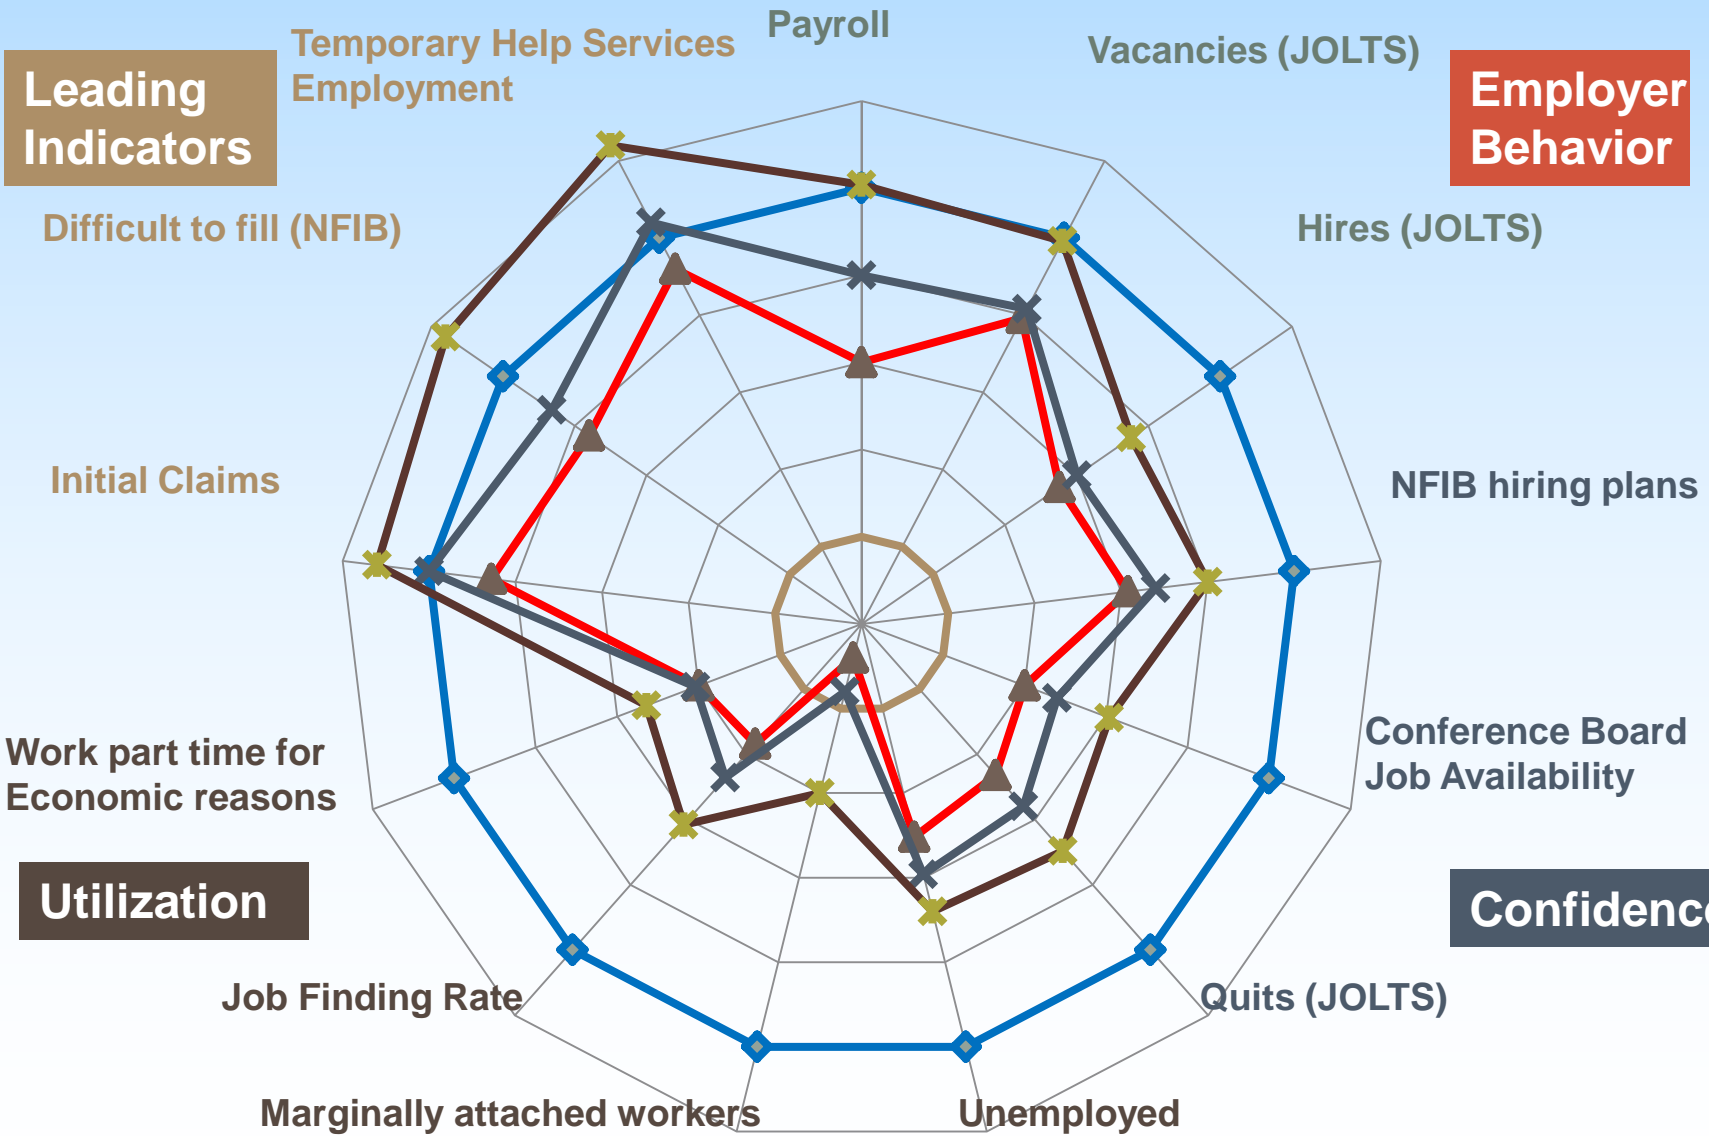 Payroll
Temporary Help Services
Employment
Vacancies (JOLTS)
Leading
Indicators
Employer
Behavior
Difficult to fill (NFIB)
Hires (JOLTS)
Initial Claims
NFIB hiring plans
Work part time for
Economic reasons
Conference Board
Job Availability
Utilization
Confidence
Job Finding Rate
Quits (JOLTS)
Marginally attached workers
Unemployed